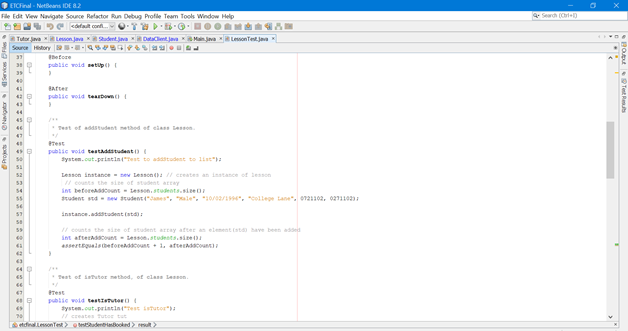 ETCFinal - NetBeans IDE 8.2
File Edit View Navigate Source Refactor Run Debug Profile Team Tools Window Help
Search (Ctrl+I)
<default confi...
Tutor.java Lesson.java Student.java DataClient.java Main.java LessonTest.java
Source History
Files
Services
Navigator
Projects
Output
Test Results
37 @Before
38 public void setUp() {
39 }
40
41 @After
42 public void tearDown() {
43 }
44
45 /**
46 * Test of addStudent method of class Lesson.
47 */
48 @Test
49 public void testAddStudent() {
50 System.out.println("Test to addStudent to list");
51
52 Lesson instance = new Lesson(); // creates an instance of lesson
53 // counts the size of student array
54 int beforeAddCount = Lesson.students.size();
55 Student std = new Student("James", "Male", "10/02/1996", "College Lane", 0721102, 0271102);
56
57 instance.addStudent(std);
58
59 // counts the size of student array after an element(std) have been added
60 int afterAddCount = Lesson.students.size();
61 assertEquals(beforeAddCount + 1, afterAddCount);
62 }
63
64 /**
65 * Test of isTutor method, of class Lesson.
66 */
67 @Test
68 public void testIsTutor() {
69 System.out.println("Test isTutor");
70 // creates Tutor tut
etcfinal.LessonTest testStudentHasBooked result